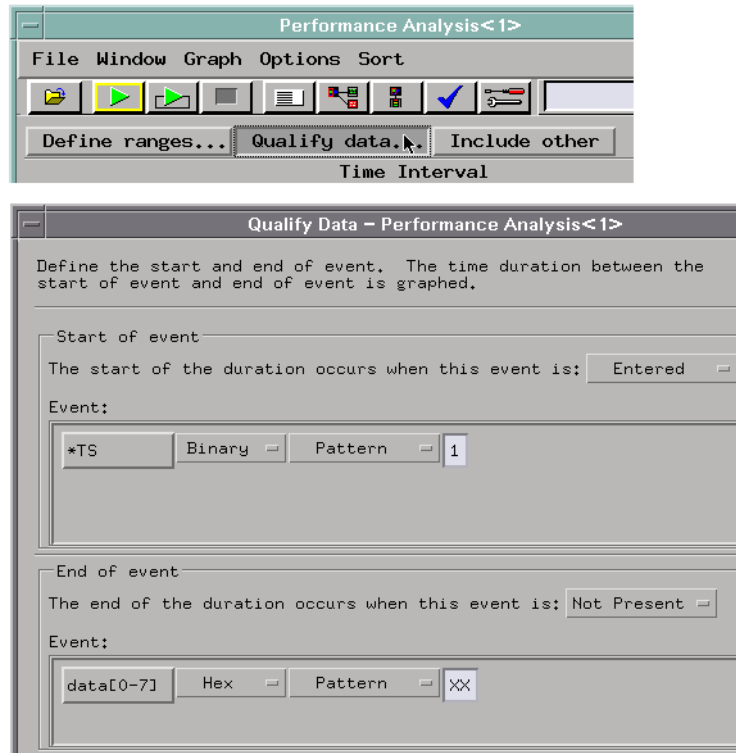 Performance Analysis<1>
File Window Graph Options Sort
Define ranges... Qualify data... Include other
Time Interval
Qualify Data – Performance Analysis<1>
Define the start and end of event. The time duration between the
start of event and end of event is graphed.
Start of event
The start of the duration occurs when this event is: Entered
Event:
*TS Binary Pattern 1
End of event
The end of the duration occurs when this event is: Not Present
Event:
data[0-7] Hex Pattern XX